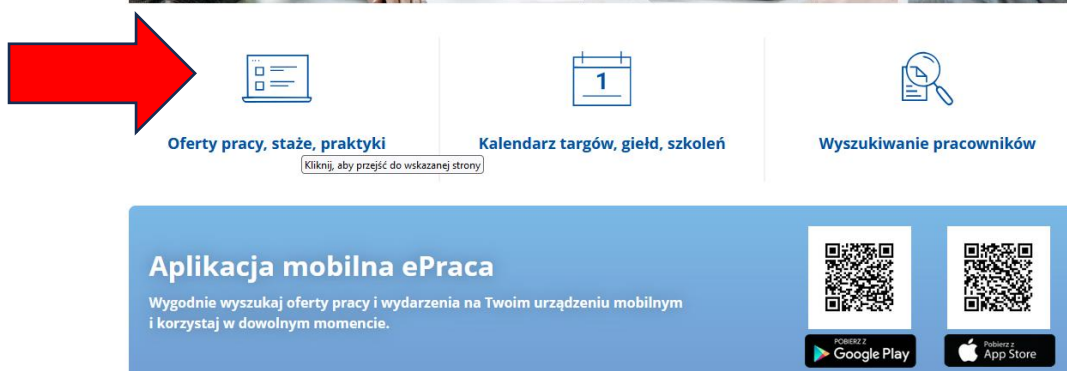 1
Oferty pracy, staże, praktyki
Kalendarz targów, giełd, szkoleń
Wyszukiwanie pracowników
Kliknij, aby przejść do wskazanej strony
Aplikacja mobilna ePraca
Wygodnie wyszukaj oferty pracy i wydarzenia na Twoim urządzeniu mobilnym
i korzystaj w dowolnym momencie.
POBIERZ Z
Google Play
Pobierz z
App Store